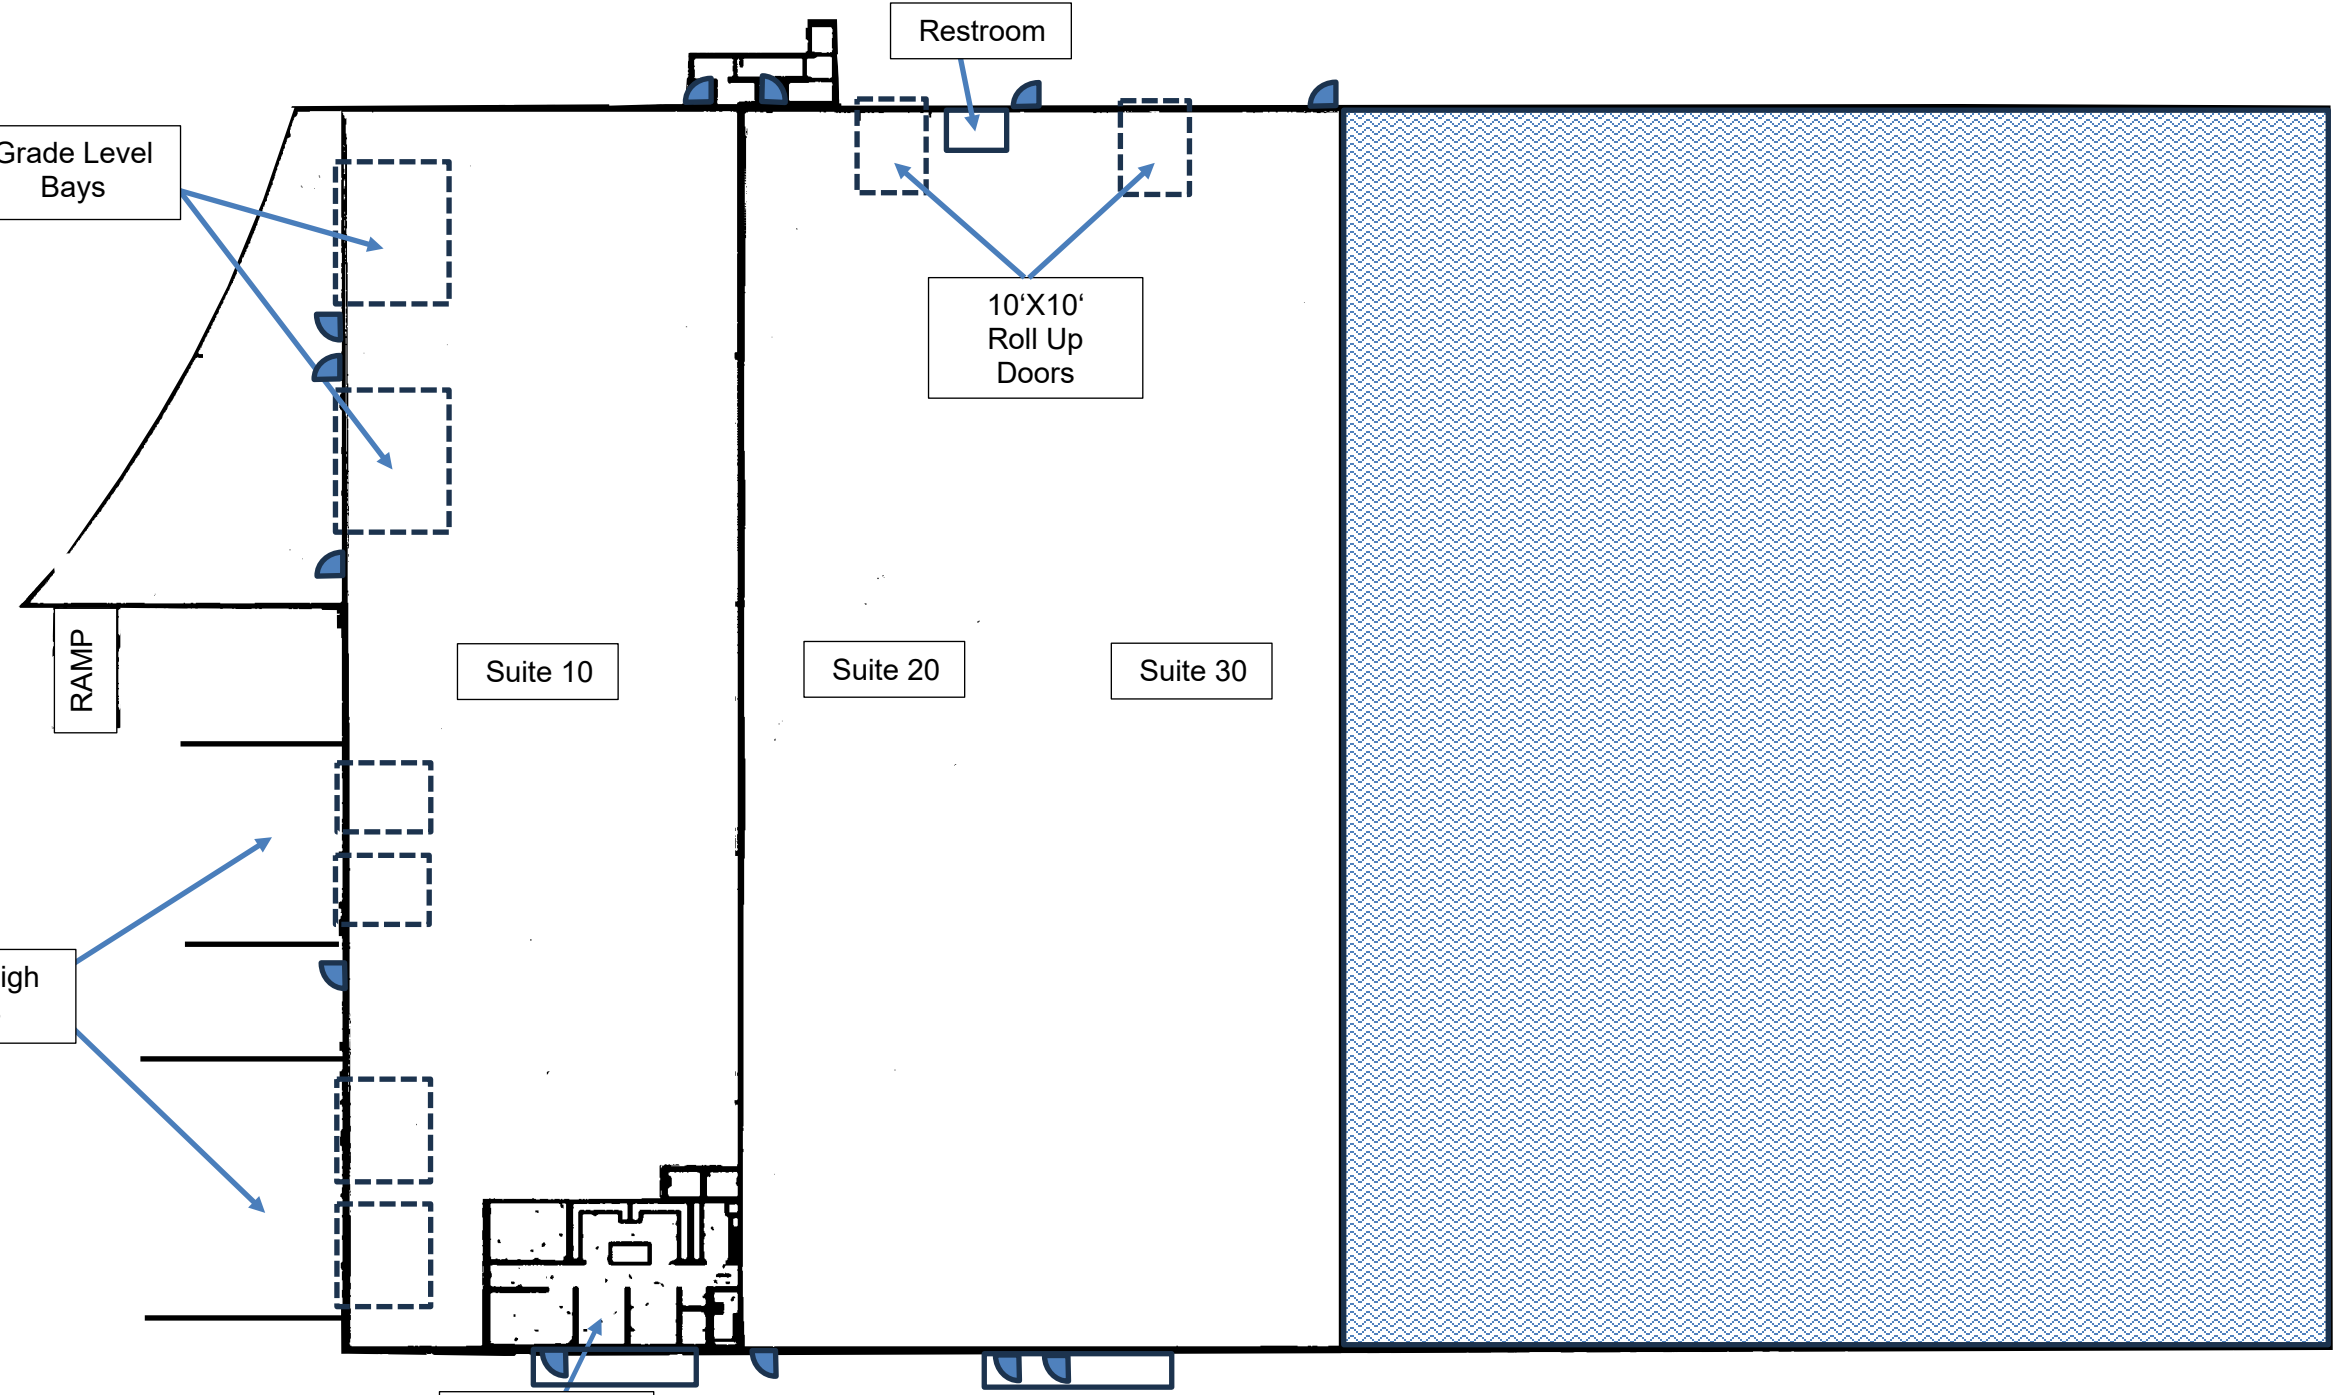 Restroom
Grade Level
Bays
10‘X10‘
Roll Up
Doors
RAMP
Suite 10
Suite 20
Suite 30
igh